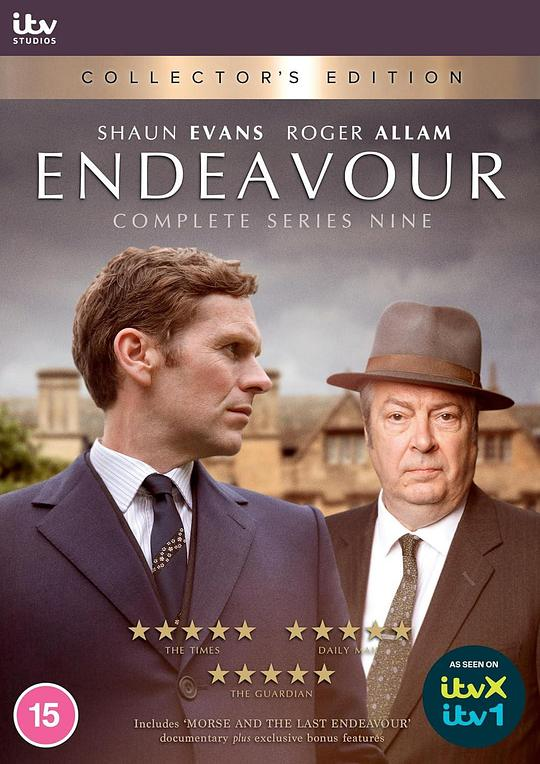 itv
STUDIOS
COLLECTOR'S EDITION
SHAUN EVANS ROGER ALLAM
ENDEAVOUR
COMPLETE SERIES NINE
THE TIMES
DAILY MAIL
THE GUARDIAN
AS SEEN ON
itvX
itv1
15
Includes ‘MORSE AND THE LAST ENDEAVOUR’
documentary plus exclusive bonus features